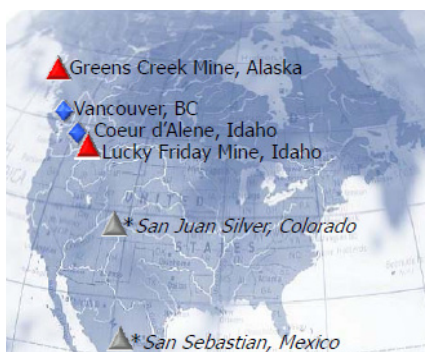 Greens Creek Mine, Alaska
Vancouver, BC
Coeur d'Alene, Idaho
Lucky Friday Mine, Idaho
UNITED
*San Juan Silver, Colorado
STATES
*San Sebastian, Mexico